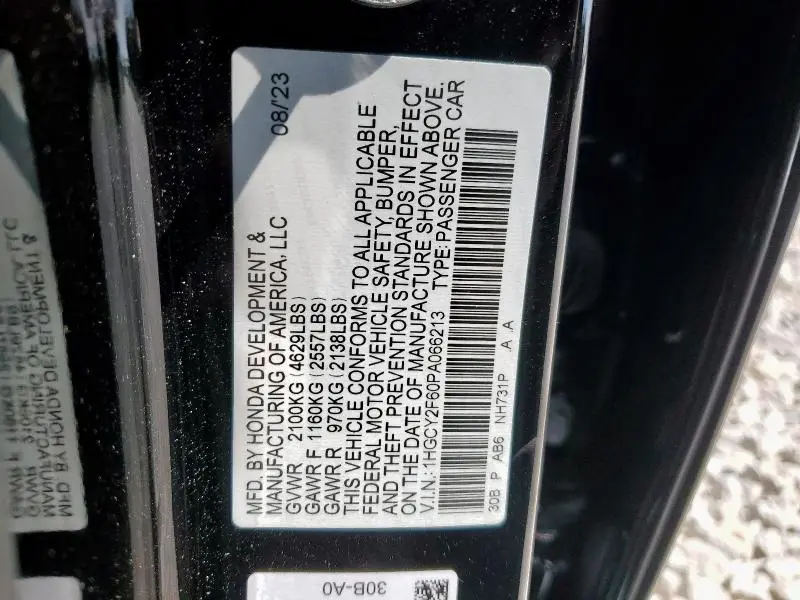 08/'23
MFD. BY HONDA DEVELOPMENT &
MANUFACTURING OF AMERICA, LLC
GVWR 2100KG (4629LBS)
GAWR F 1160KG (2557LBS)
GAWR R 970KG (2138LBS)
THIS VEHICLE CONFORMS TO ALL APPLICABLE
FEDERAL MOTOR VEHICLE SAFETY, BUMPER,
AND THEFT PREVENTION STANDARDS IN EFFECT
ON THE DATE OF MANUFACTURE SHOWN ABOVE.
V.I.N.: 1HGCY2F60PA066213 TYPE: PASSENGER CAR
30B P AB6 NH731P .A .A
30B-A0